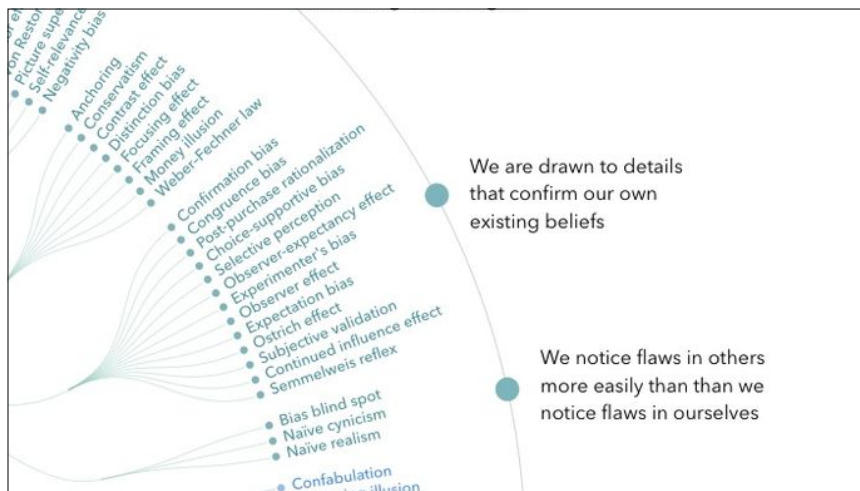 Picture supe
Self-relevance
Negativity bias
Anchoring
Conservatism
Contrast effect
Distinction bias
Focusing effect
Framing effect
Money illusion
Weber-Fechner law
Confirmation bias
Congruence bias
Post-purchase rationalization
Choice-supportive bias
Selective perception
Observer-expectancy effect
Experimenter's bias
Observer effect
Expectation bias
Ostrich effect
Subjective validation
Continued influence effect
Semmelweis reflex
Bias blind spot
Naïve cynicism
Naïve realism
Confabulation
illusion
We are drawn to details
that confirm our own
existing beliefs
We notice flaws in others
more easily than than we
notice flaws in ourselves